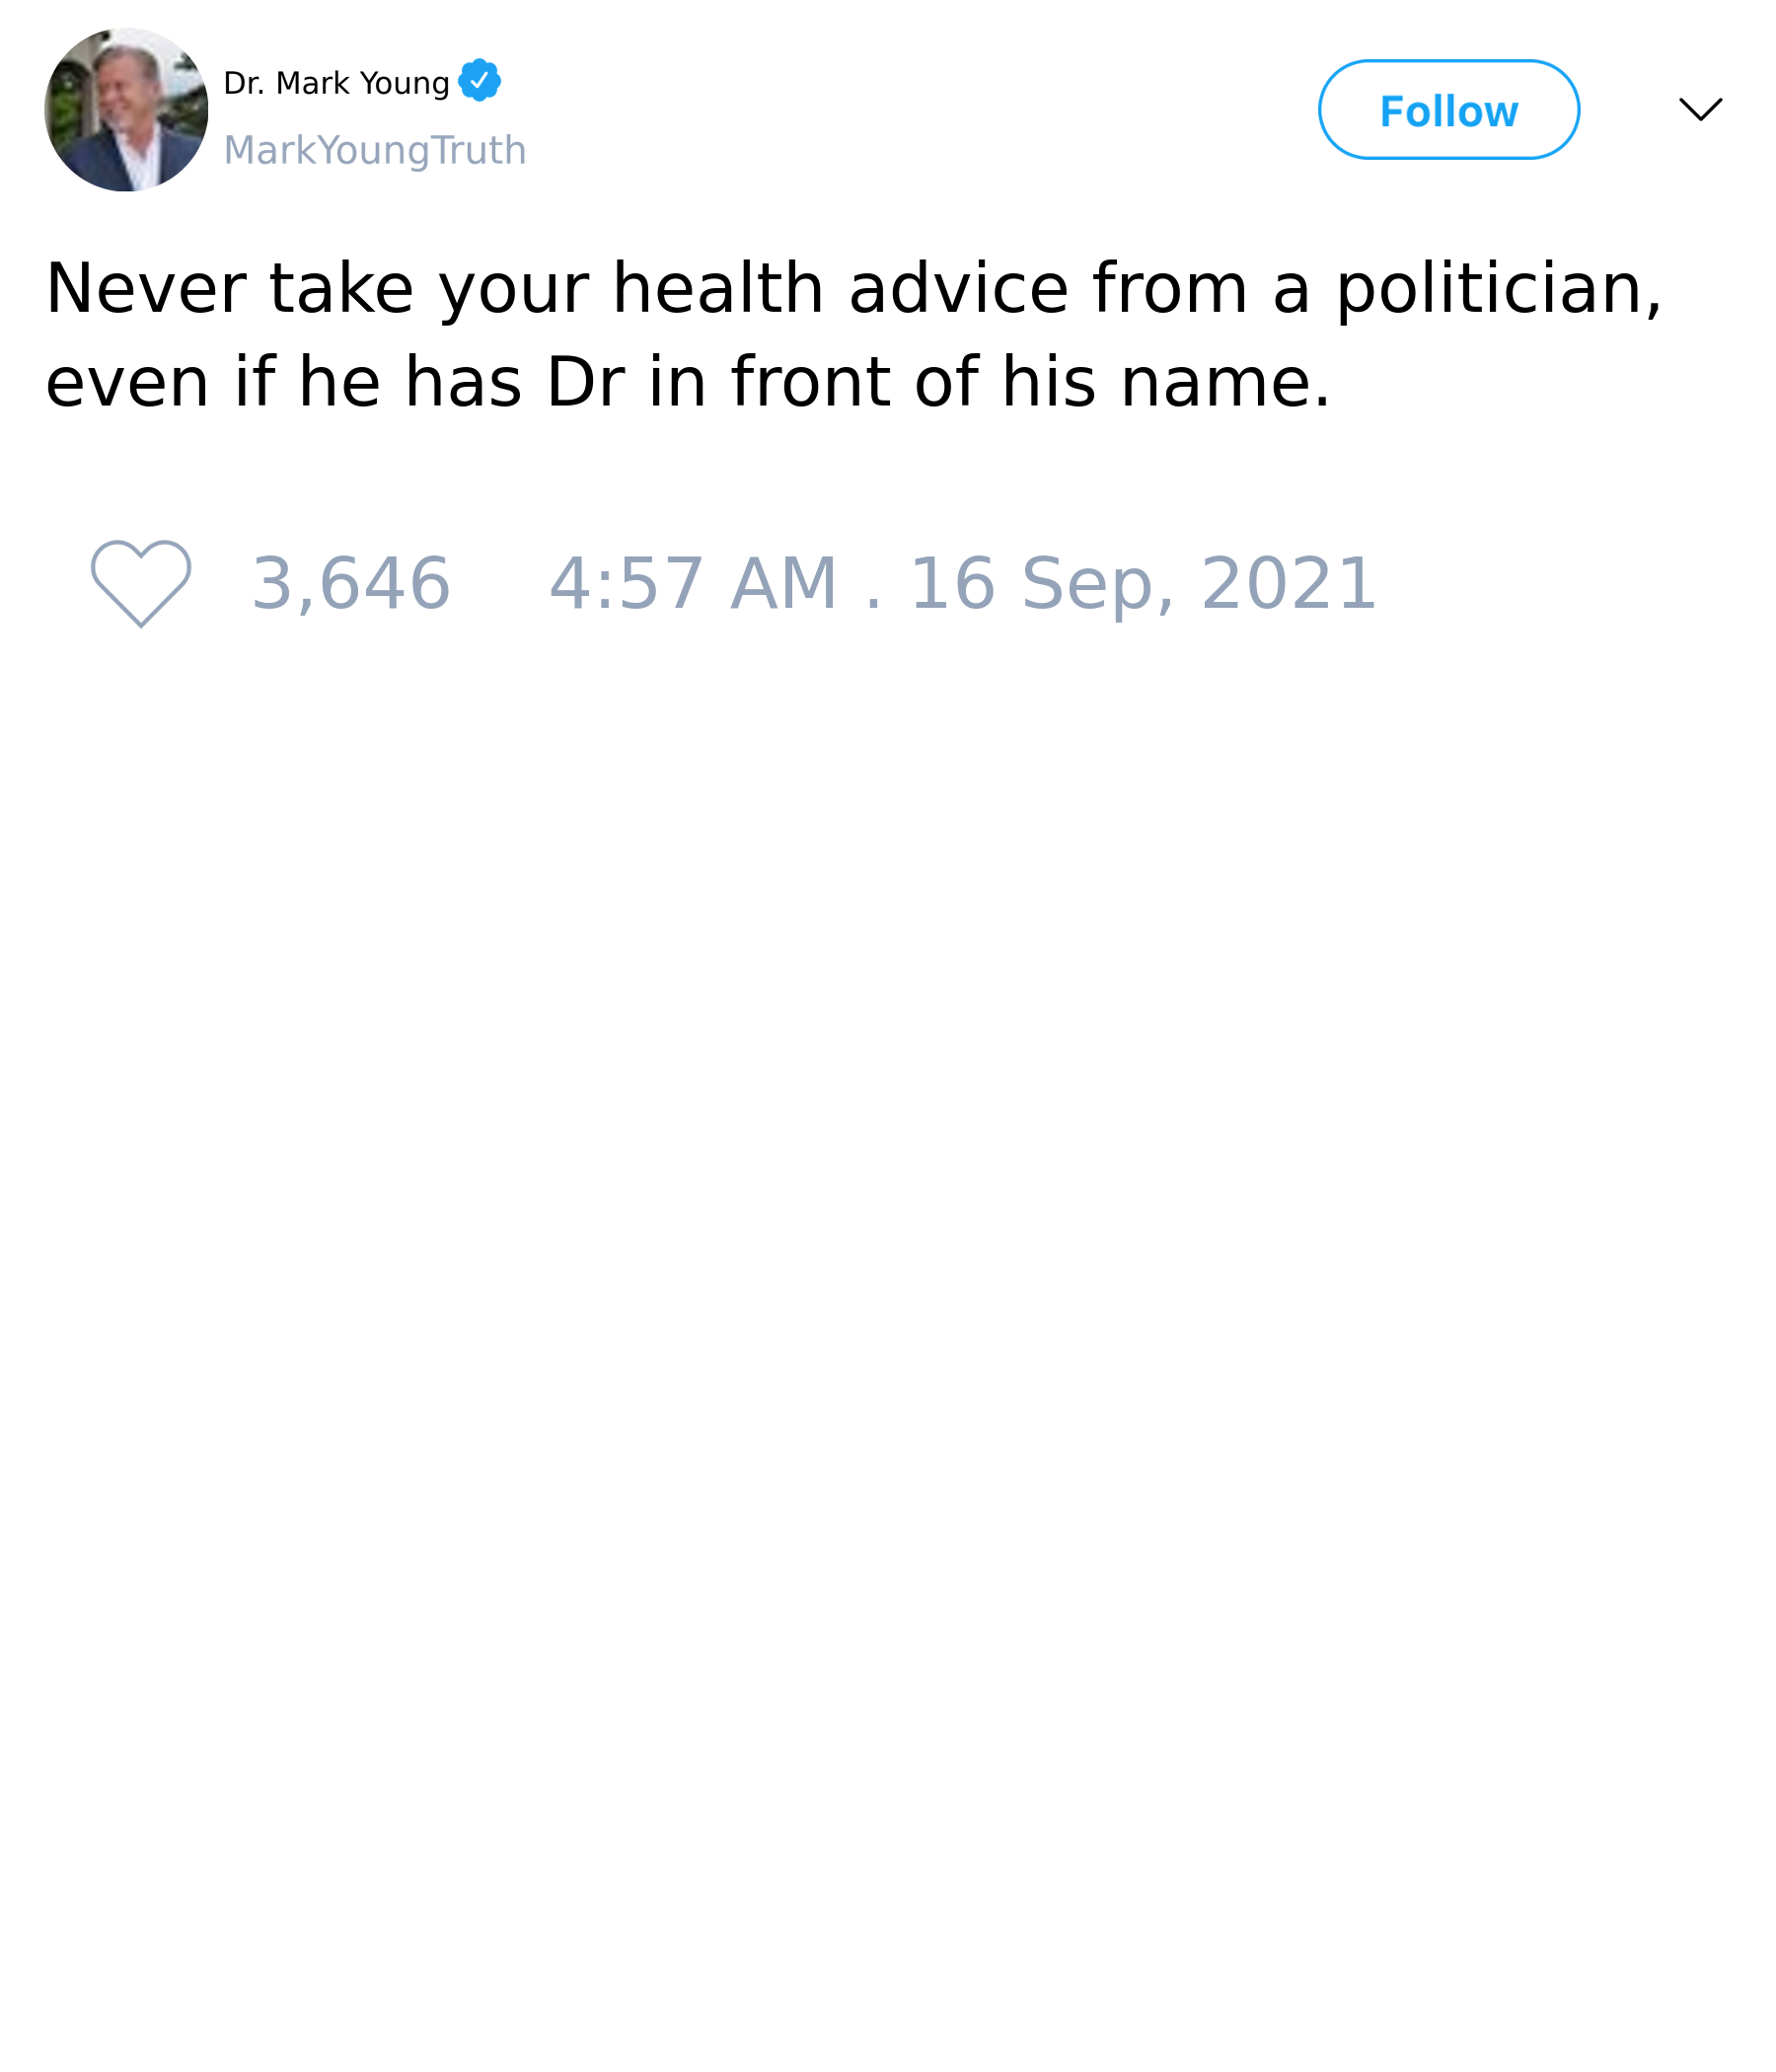 Dr. Mark Young
MarkYoungTruth
Follow
Never take your health advice from a politician,
even if he has Dr in front of his name.
3,646 4:57 AM . 16 Sep, 2021